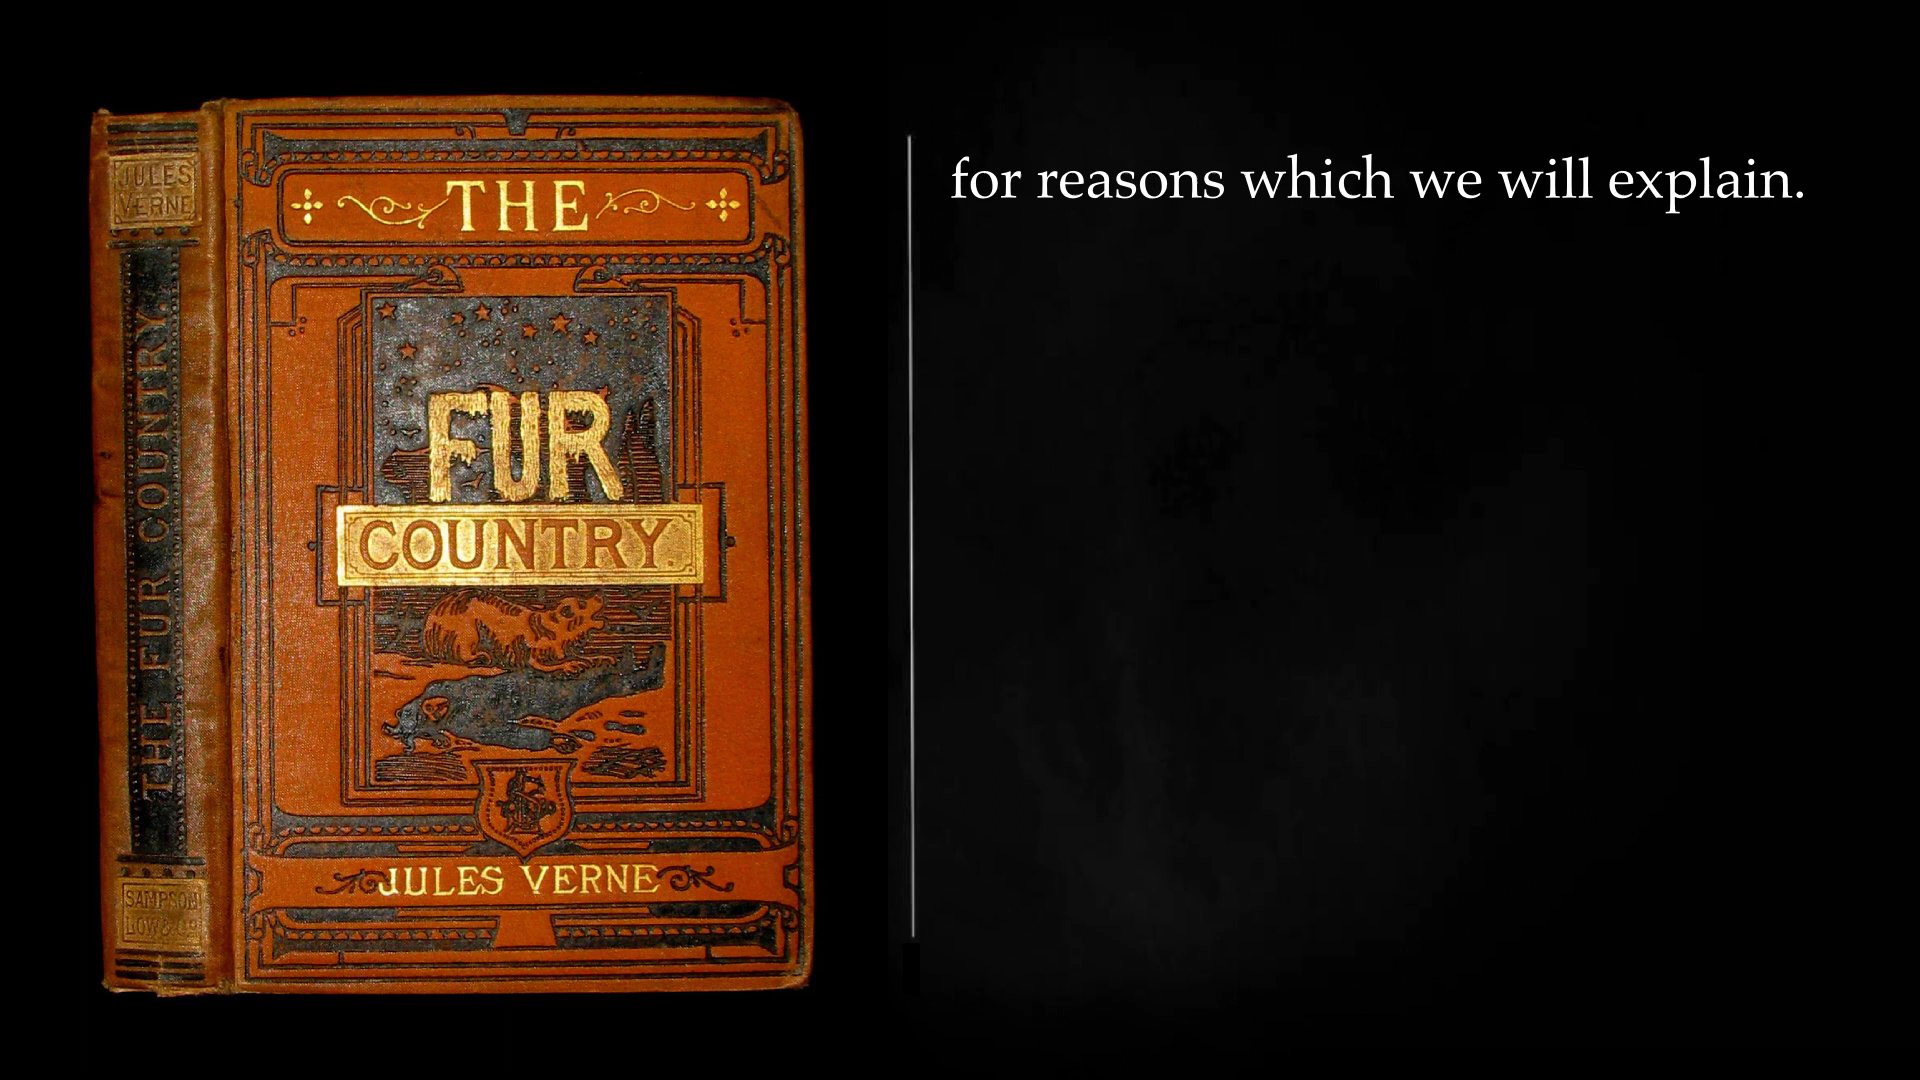 JULES
VERNE
THE FUR COUNTRY.
SAMPSON
LOW & Co
THE
FUR
COUNTRY.
JULES VERNE
for reasons which we will explain.